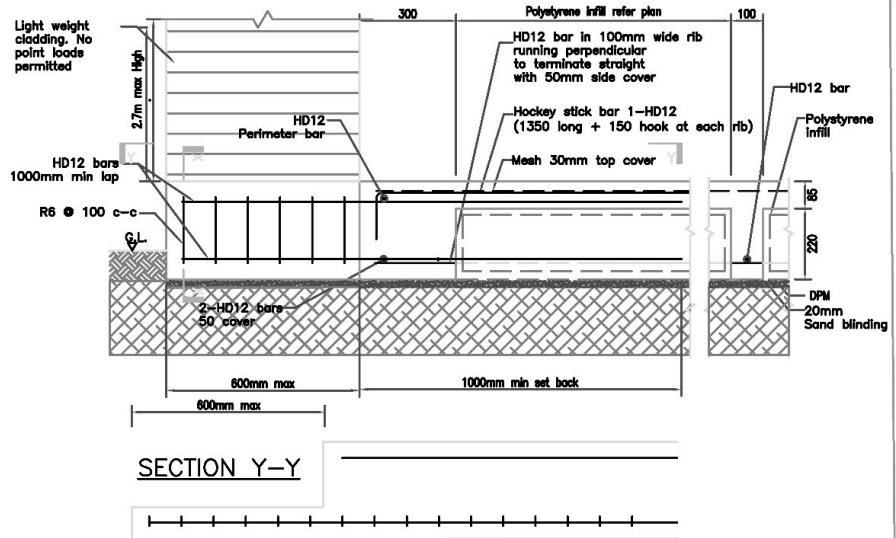 300
Polystyrene infill refer plan
100
Light weight
cladding. No
point loads
permitted
2.7m max High
HD12 bar in 100mm wide rib
running perpendicular
to terminate straight
with 50mm side cover
HD12 bar
HD12
Perimeter bar
Hockey stick bar 1-HD12
(1350 long + 150 hook at each rib)
Polystyrene
infill
Y
X
Y
HD12 bars
1000mm min lap
Mesh 30mm top cover
85
R6 @ 100 c-c
G.L.
220
2-HD12 bars
50 cover
DPM
20mm
Sand blinding
600mm max
1000mm min set back
600mm max
SECTION Y-Y